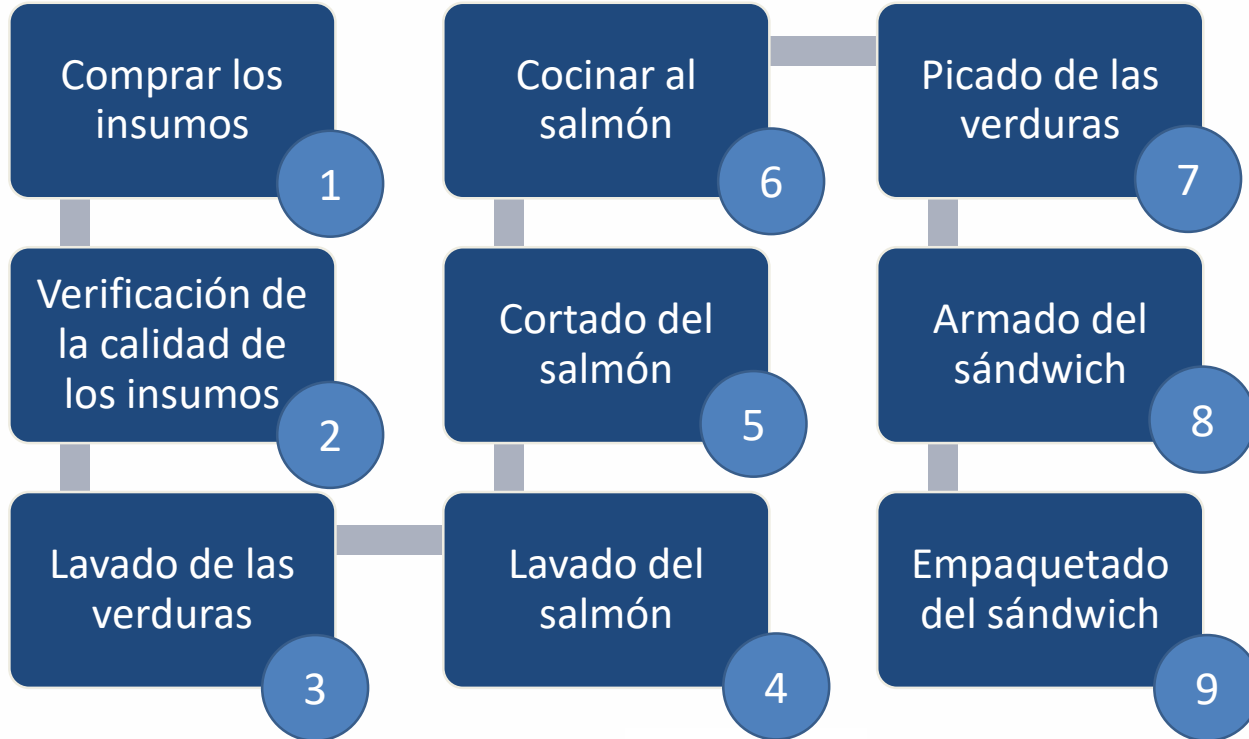 Comprar los
insumos
1
Verificación de
la calidad de
los insumos
2
Lavado de las
verduras
3
Lavado del
salmón
4
Cortado del
salmón
5
Cocinar al
salmón
6
Picado de las
verduras
7
Armado del
sándwich
8
Empaquetado
del sándwich
9